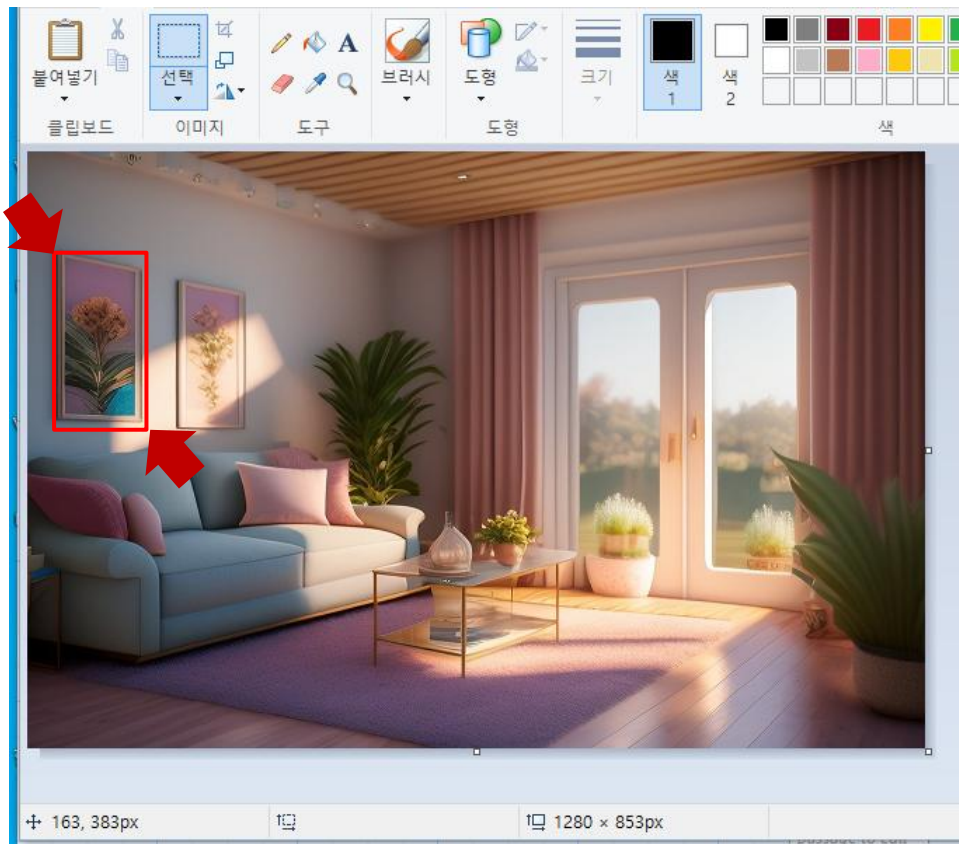 붙여넣기
선택
A
브러시
도형
크기
색
1
색
2
클립보드
이미지
도구
도형
색
163, 383px
1280 × 853px